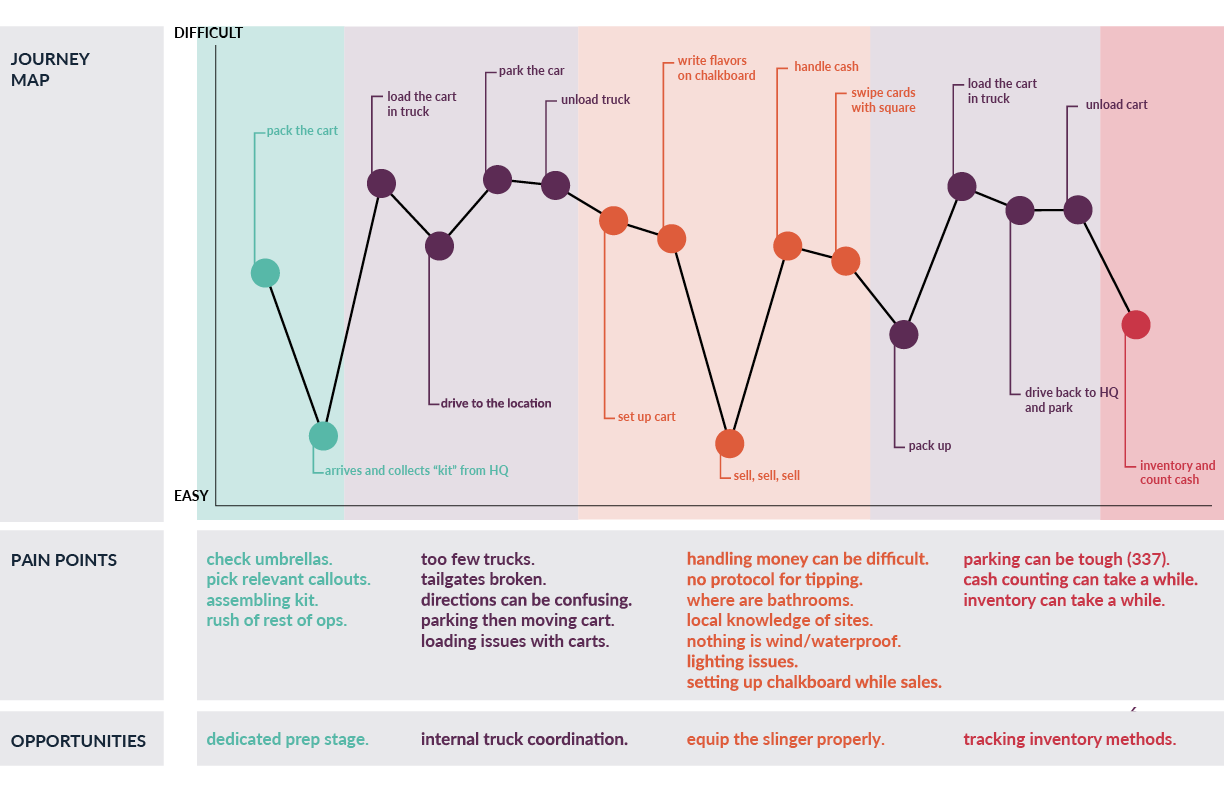 DIFFICULT
JOURNEY
MAP
write flavors
on chalkboard
handle cash
park the car
load the cart
in truck
swipe cards
with square
load the cart
in truck
unload truck
unload cart
pack the cart
drive to the location
drive back to HQ
and park
set up cart
pack up
arrives and collects “kit” from HQ
sell, sell, sell
inventory and
count cash
EASY
PAIN POINTS
check umbrellas.
pick relevant callouts.
assembling kit.
rush of rest of ops.
too few trucks.
tailgates broken.
directions can be confusing.
parking then moving cart.
loading issues with carts.
handling money can be difficult.
no protocol for tipping.
where are bathrooms.
local knowledge of sites.
nothing is wind/waterproof.
lighting issues.
setting up chalkboard while sales.
parking can be tough (337).
cash counting can take a while.
inventory can take a while.
OPPORTUNITIES
dedicated prep stage.
internal truck coordination.
equip the slinger properly.
tracking inventory methods.